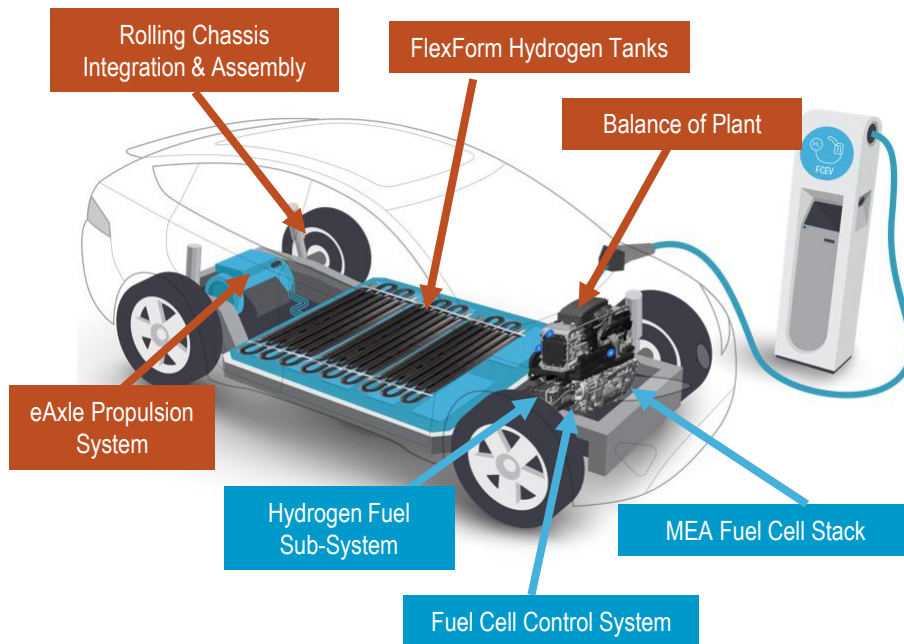 Rolling Chassis
Integration & Assembly
FlexForm Hydrogen Tanks
Balance of Plant
FCEV
eAxle Propulsion
System
Hydrogen Fuel
Sub-System
MEA Fuel Cell Stack
Fuel Cell Control System